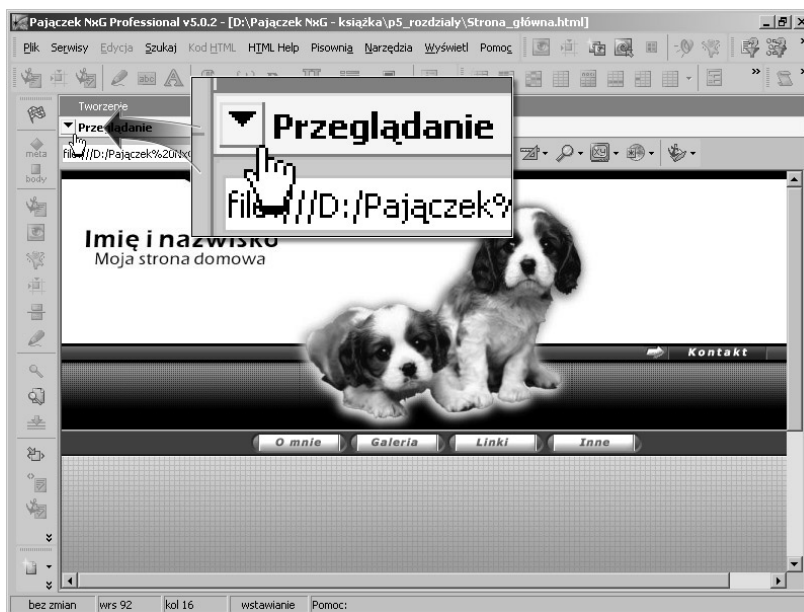 Pajączek NxG Professional v5.0.2 - [D:\Pajączek NxG - książka\p5_rozdzialy\Strona_główna.html]
Plik Serwisy Edycja Szukaj Kod HTML HTML Help Pisownia Narzędzia Wyświetl Pomoc
Tworzenie
Przeglądanie
Przeglądanie
file:///D:/Pajączek%
meta
body
Imię i nazwisko
Moja strona domowa
Kontakt
O mnie Galeria Linki Inne
bez zmian wrs 92 kol 16 wstawianie Pomoc: